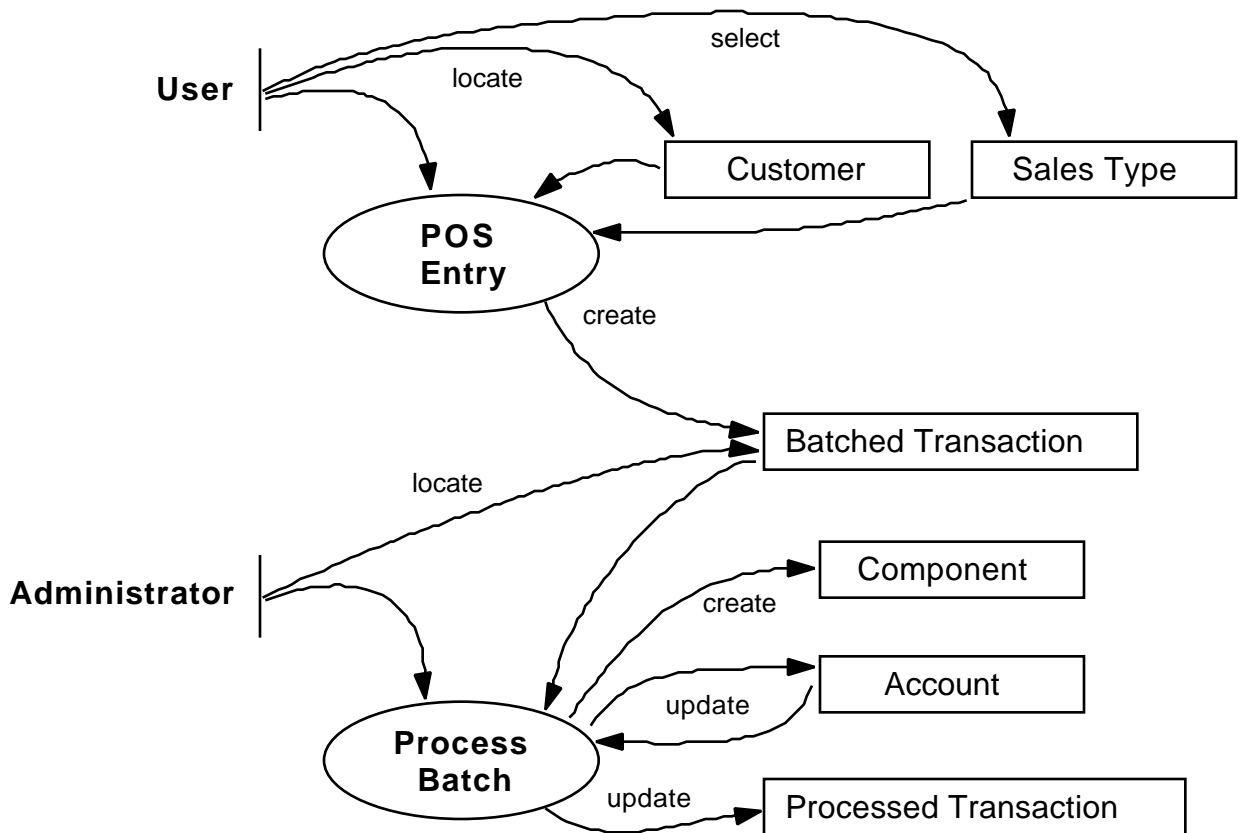 select
locate
User
Customer
Sales Type
POS
Entry
create
Batched Transaction
locate
Component
Administrator
create
Account
update
Process
Batch
update
Processed Transaction